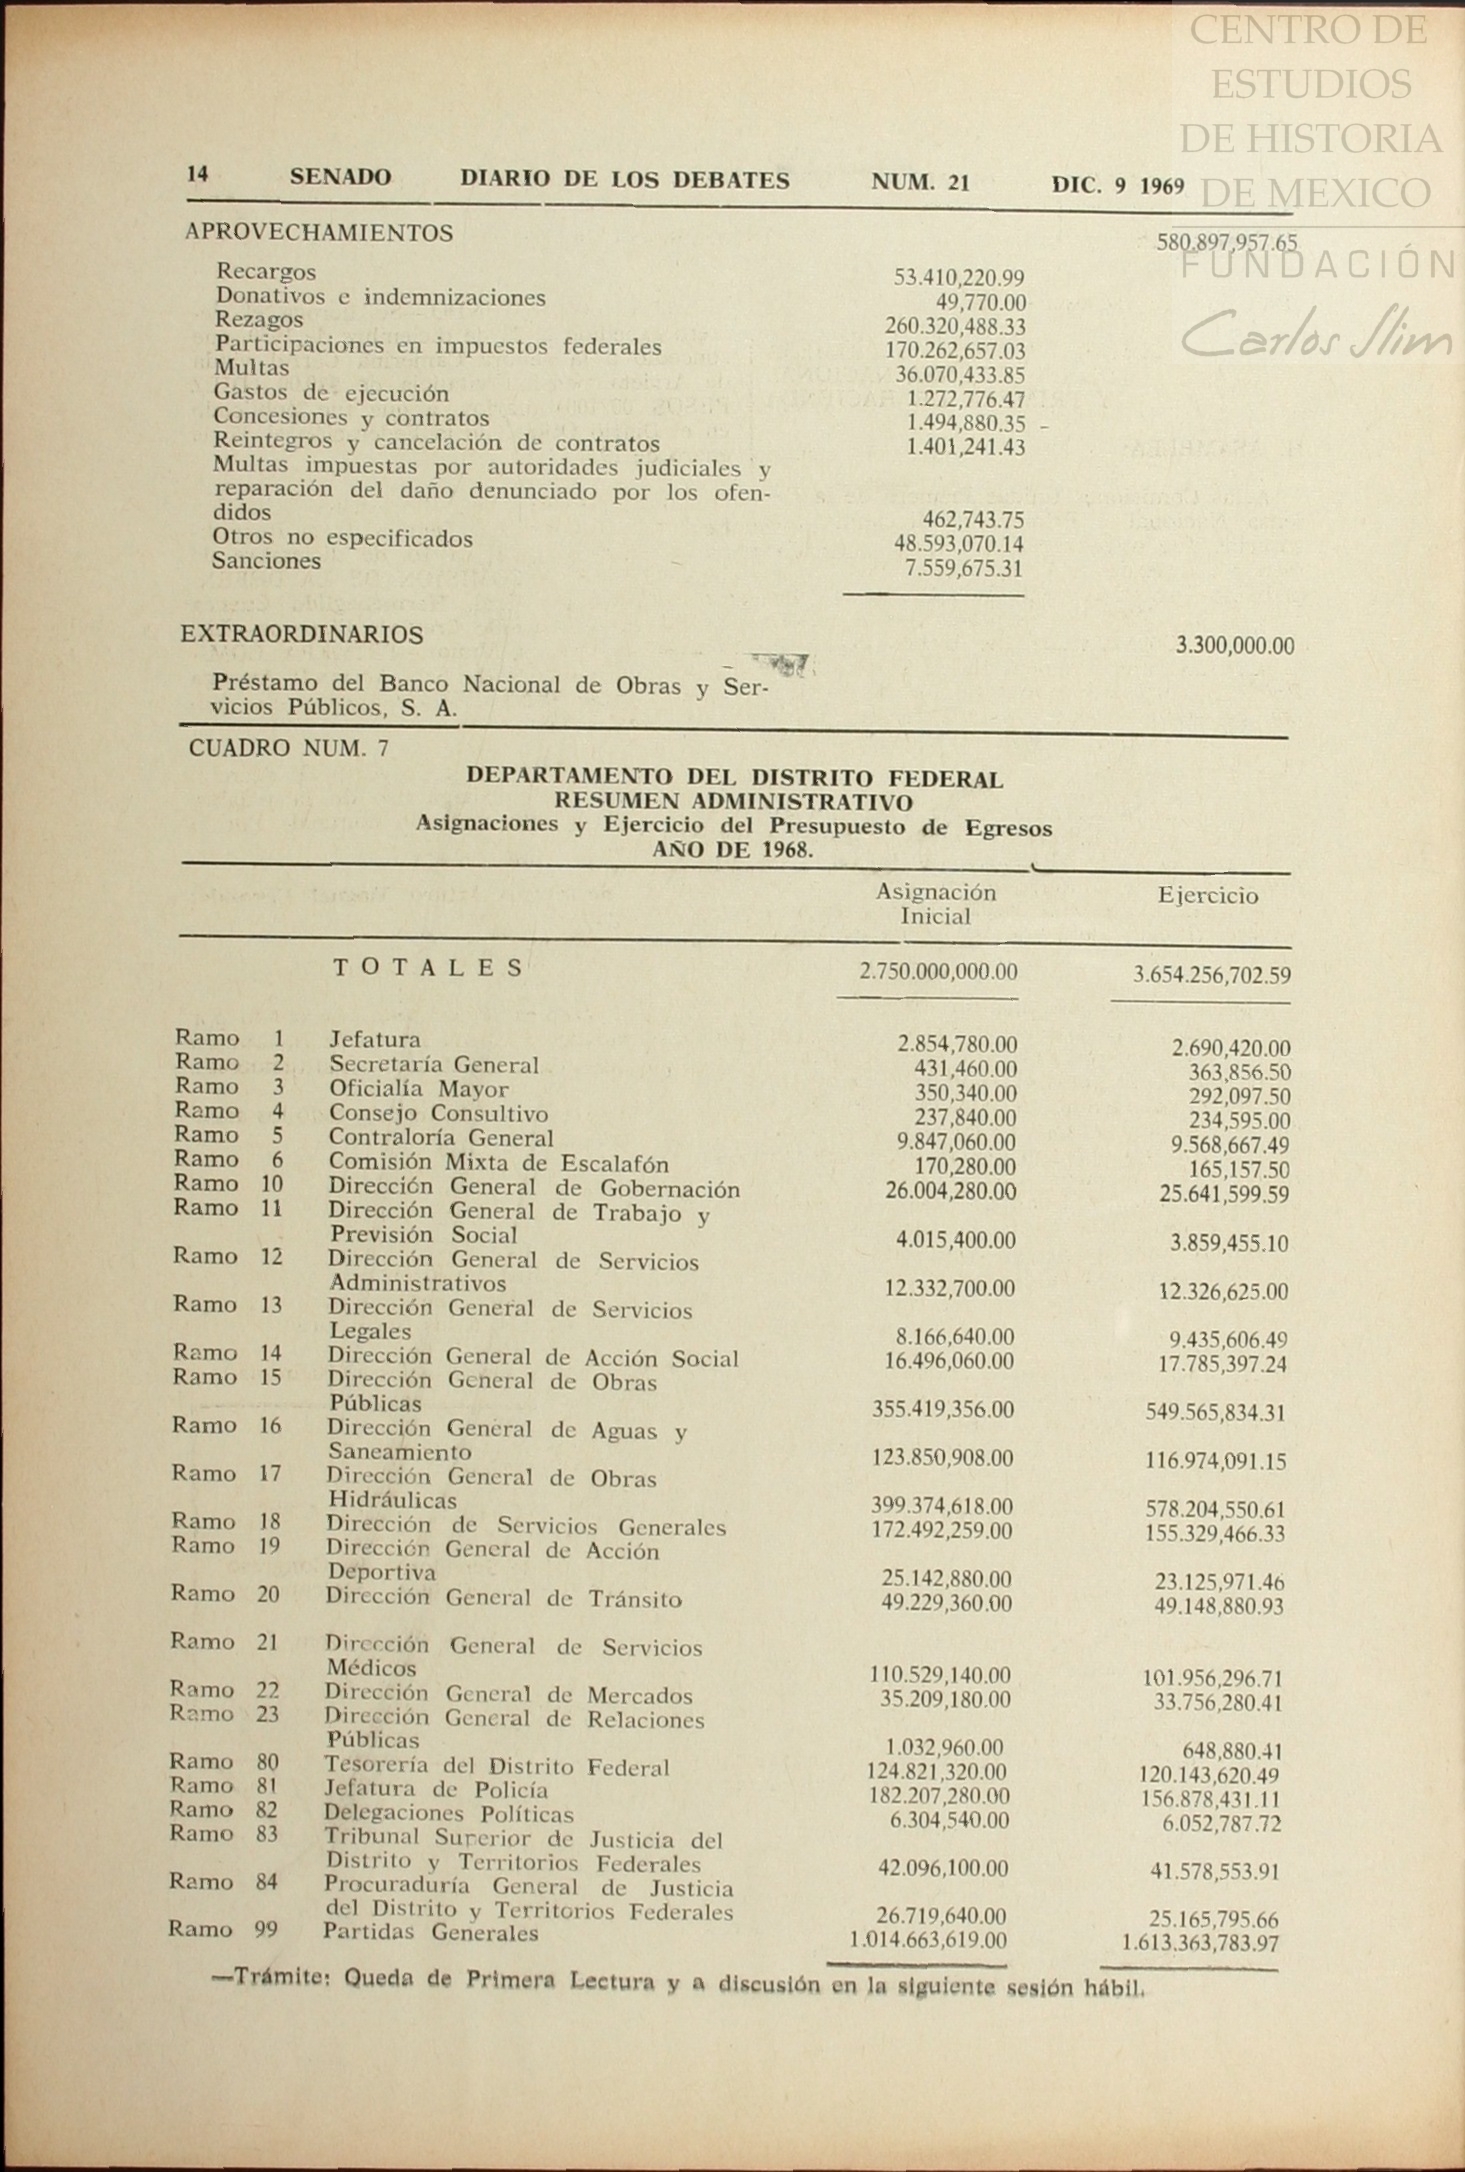 CENTRO DE
ESTUDIOS
DE HISTORIA
DE MEXICO
FUNDACIÓN
Carlos Slim
14 SENADO DIARIO DE LOS DEBATES NUM. 21 DIC. 9 1969
APROVECHAMIENTOS 580.897,957.65
Recargos 53.410,220.99
Donativos e indemnizaciones 49,770.00
Rezagos 260.320,488.33
Participaciones en impuestos federales 170.262,657.03
Multas 36.070,433.85
Gastos de ejecución 1.272,776.47
Concesiones y contratos 1.494,880.35
Reintegros y cancelación de contratos 1.401,241.43
Multas impuestas por autoridades judiciales y
reparación del daño denunciado por los ofen-
didos 462,743.75
Otros no especificados 48.593,070.14
Sanciones 7.559,675.31
EXTRAORDINARIOS 3.300,000.00
Préstamo del Banco Nacional de Obras y Ser-
vicios Públicos, S. A.
CUADRO NUM. 7
DEPARTAMENTO DEL DISTRITO FEDERAL
RESUMEN ADMINISTRATIVO
Asignaciones y Ejercicio del Presupuesto de Egresos
AÑO DE 1968.
Asignación Ejercicio
Inicial
TOTALES 2.750.000,000.00 3.654.256,702.59
Ramo 1 Jefatura 2.854,780.00 2.690,420.00
Ramo 2 Secretaría General 431,460.00 363,856.50
Ramo 3 Oficialía Mayor 350,340.00 292,097.50
Ramo 4 Consejo Consultivo 237,840.00 234,595.00
Ramo 5 Contraloría General 9.847,060.00 9.568,667.49
Ramo 6 Comisión Mixta de Escalafón 170,280.00 165,157.50
Ramo 10 Dirección General de Gobernación 26.004,280.00 25.641,599.59
Ramo 11 Dirección General de Trabajo y
Previsión Social 4.015,400.00 3.859,455.10
Ramo 12 Dirección General de Servicios
Administrativos 12.332,700.00 12.326,625.00
Ramo 13 Dirección General de Servicios
Legales 8.166,640.00 9.435,606.49
Ramo 14 Dirección General de Acción Social 16.496,060.00 17.785,397.24
Ramo 15 Dirección General de Obras
Públicas 355.419,356.00 549.565,834.31
Ramo 16 Dirección General de Aguas y
Saneamiento 123.850,908.00 116.974,091.15
Ramo 17 Dirección General de Obras
Hidráulicas 399.374,618.00 578.204,550.61
Ramo 18 Dirección de Servicios Generales 172.492,259.00 155.329,466.33
Ramo 19 Dirección General de Acción
Deportiva 25.142,880.00 23.125,971.46
Ramo 20 Dirección General de Tránsito 49.229,360.00 49.148,880.93
Ramo 21 Dirección General de Servicios
Médicos 110.529,140.00 101.956,296.71
Ramo 22 Dirección General de Mercados 35.209,180.00 33.756,280.41
Ramo 23 Dirección General de Relaciones
Públicas 1.032,960.00 648,880.41
Ramo 80 Tesorería del Distrito Federal 124.821,320.00 120.143,620.49
Ramo 81 Jefatura de Policía 182.207,280.00 156.878,431.11
Ramo 82 Delegaciones Políticas 6.304,540.00 6.052,787.72
Ramo 83 Tribunal Superior de Justicia del
Distrito y Territorios Federales 42.096,100.00 41.578,553.91
Ramo 84 Procuraduría General de Justicia
del Distrito y Territorios Federales 26.719,640.00 25.165,795.66
Ramo 99 Partidas Generales 1.014.663,619.00 1.613.363,783.97
—Trámite: Queda de Primera Lectura y a discusión en la siguiente sesión hábil.